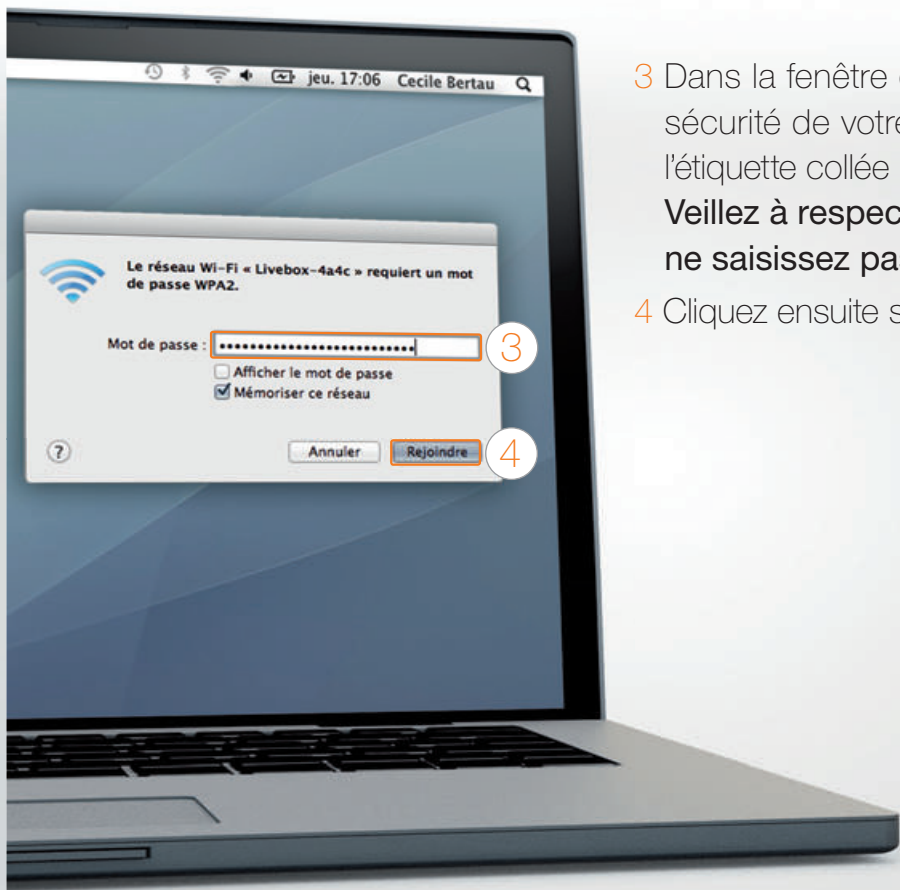 jeu. 17:06 Cecile Bertau
3 Dans la fenêtre
sécurité de votre
l'étiquette collée
Veillez à respec
ne saisissez pas
4 Cliquez ensuite s
Le réseau Wi-Fi « Livebox-4a4c » requiert un mot
de passe WPA2.
Mot de passe : ••••••••••••••••••••••••••
3
Afficher le mot de passe
Mémoriser ce réseau
?
Annuler
Rejoindre
4